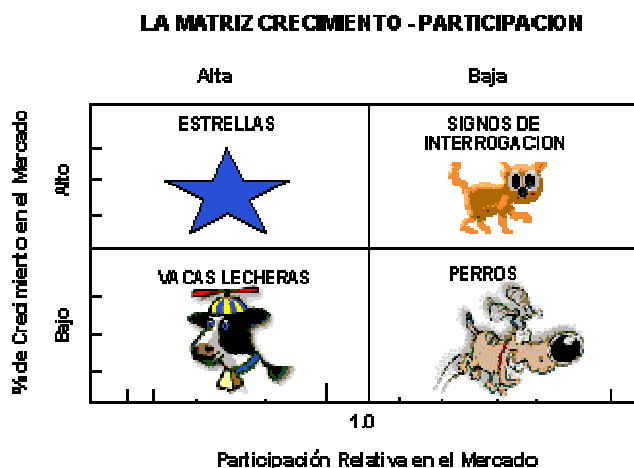 LA MATRIZ CRECIMIENTO - PARTICIPACION
Alta
Baja
ESTRELLAS
SIGNOS DE
INTERROGACION
% de Crecimiento en el Mercado
Alto
VACAS LECHERAS
PERROS
Bajo
1.0
Participación Relativa en el Mercado